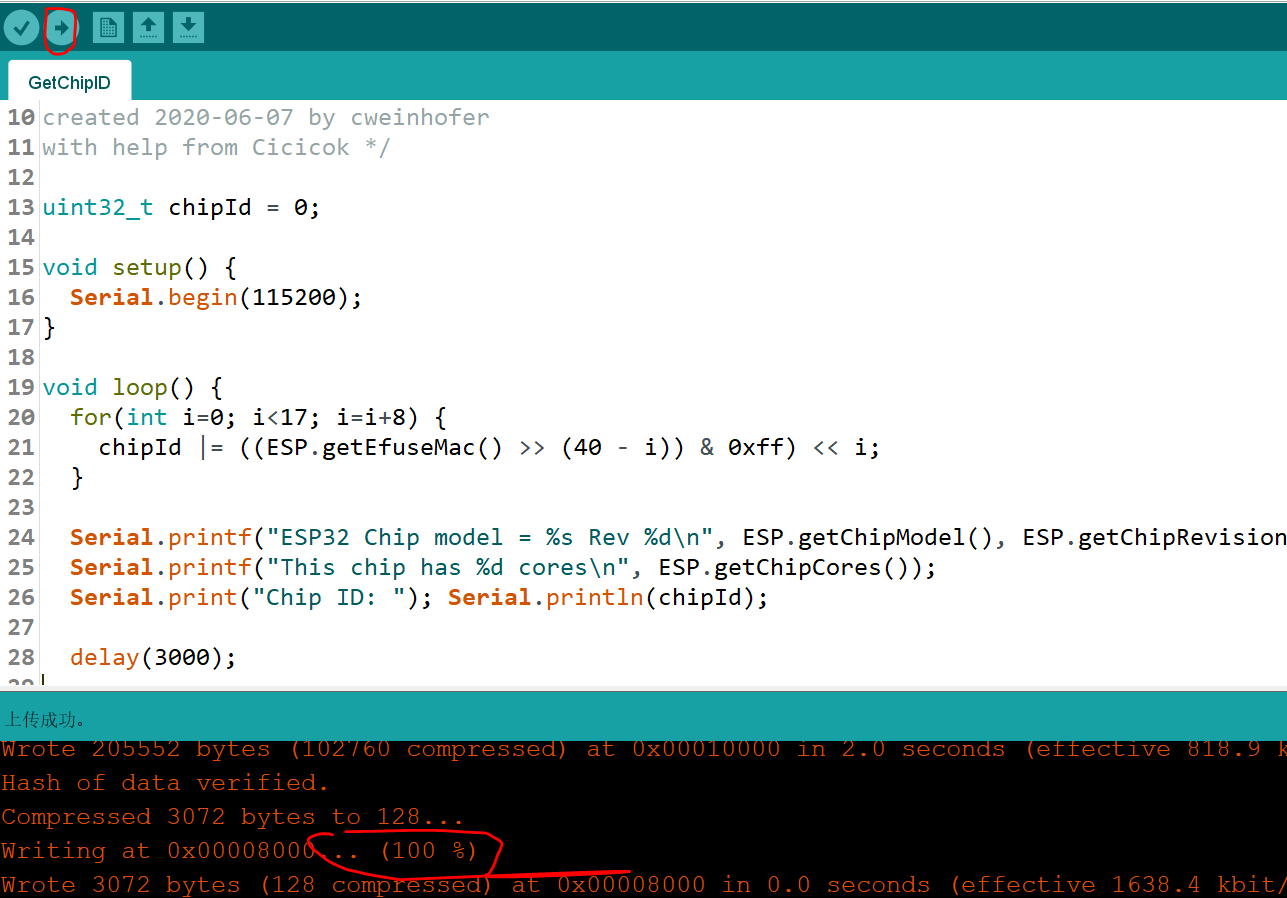 GetChipID
10 created 2020-06-07 by cweinhofer
11 with help from Cicicok */
12
13 uint32_t chipId = 0;
14
15 void setup() {
16   Serial.begin(115200);
17 }
18
19 void loop() {
20   for(int i=0; i<17; i=i+8) {
21     chipId |= ((ESP.getEfuseMac() >> (40 - i)) & 0xff) << i;
22   }
23
24   Serial.printf("ESP32 Chip model = %s Rev %d\n", ESP.getChipModel(), ESP.getChipRevision
25   Serial.printf("This chip has %d cores\n", ESP.getChipCores());
26   Serial.print("Chip ID: "); Serial.println(chipId);
27
28   delay(3000);
29
上传成功。
Wrote 205552 bytes (102760 compressed) at 0x00010000 in 2.0 seconds (effective 818.9 k
Hash of data verified.
Compressed 3072 bytes to 128...
Writing at 0x00008000... (100 %)
Wrote 3072 bytes (128 compressed) at 0x00008000 in 0.0 seconds (effective 1638.4 kbit/